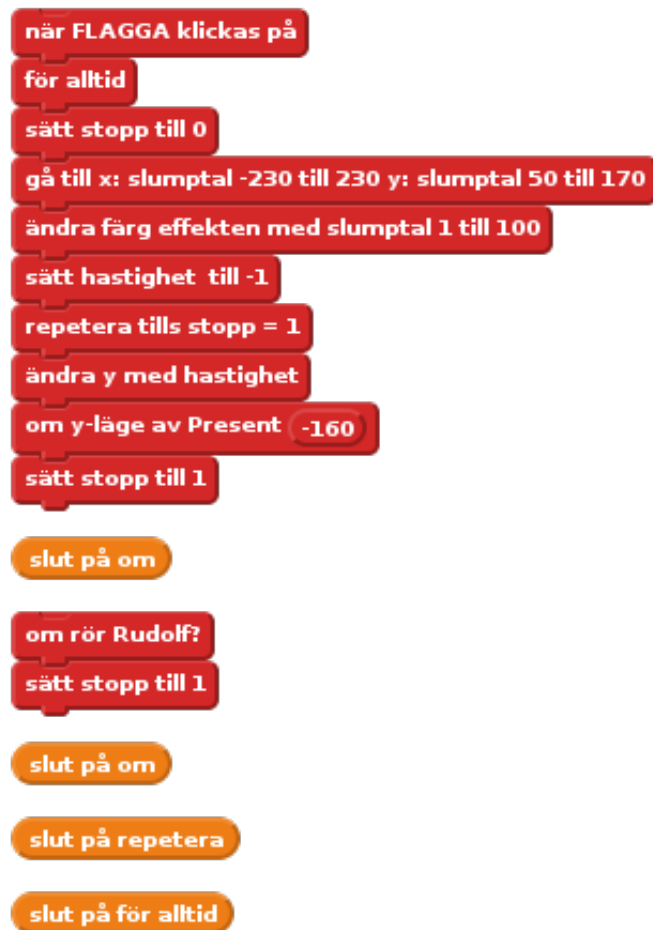 när FLAGGA klickas på
för alltid
sätt stopp till 0
gå till x: slumptal -230 till 230 y: slumptal 50 till 170
ändra färg effekten med slumptal 1 till 100
sätt hastighet till -1
repetera tills stopp = 1
ändra y med hastighet
om y-läge av Present -160
sätt stopp till 1
slut på om
om rör Rudolf?
sätt stopp till 1
slut på om
slut på repetera
slut på för alltid